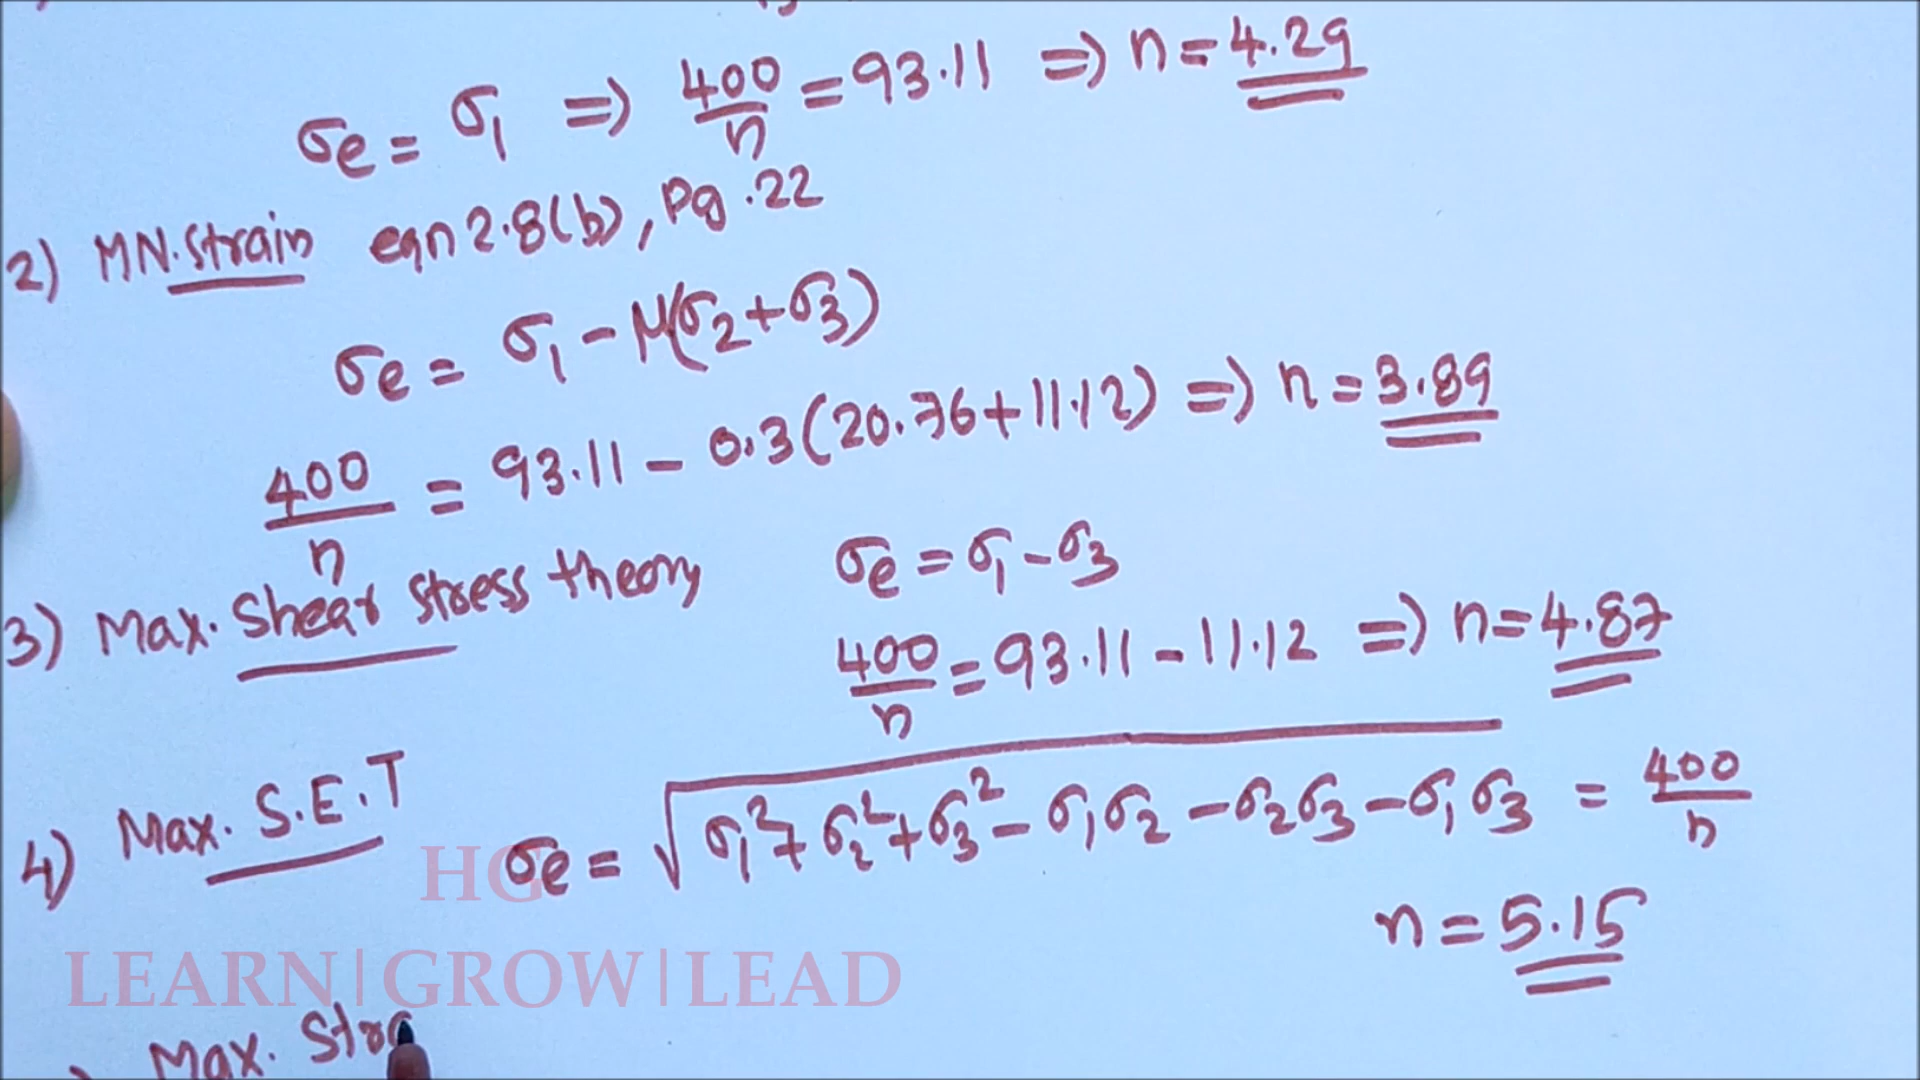 σe = σ1 => 400/n = 93.11 => n = 4.29
2) MN.Strain eqn 2.8(b), Pg.22
σe = σ1 - μ(σ2+σ3)
400/n = 93.11 - 0.3(20.76+11.12) => n = 3.89
3) Max. Shear stress theory σe = σ1 - σ3
400/n = 93.11 - 11.12 => n = 4.87
4) Max. S.E.T σe = √(σ1²+σ2²+σ3² - σ1σ2 - σ2σ3 - σ1σ3) = 400/n
n = 5.15
HG
LEARN|GROW|LEAD
Max. Stra